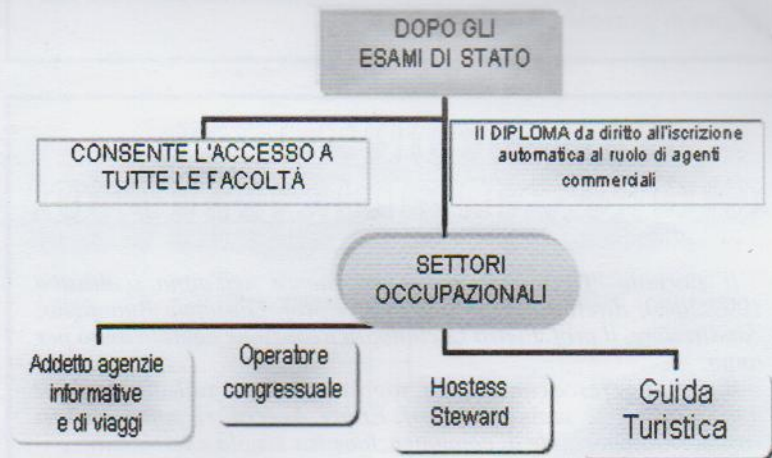 DOPO GLI
ESAMI DI STATO
CONSENTE L'ACCESSO A
TUTTE LE FACOLTÀ
Il DIPLOMA da diritto all'iscrizione
automatica al ruolo di agenti
commerciali
SETTORI
OCCUPAZIONALI
Addetto agenzie
informative
e di viaggi
Operatore
congressuale
Hostess
Steward
Guida
Turistica